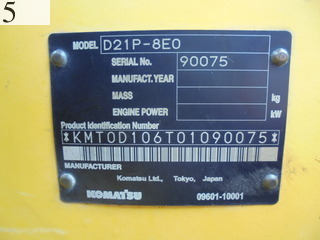 5
MODEL D21P-8E0
SERIAL No. 90075
MANUFACT.YEAR
MASS kg
ENGINE POWER kW
Product Identification Number
*KMT0D106T01090075*
MANUFACTURER
Komatsu Ltd., Tokyo, Japan
KOMATSU 09601-10001